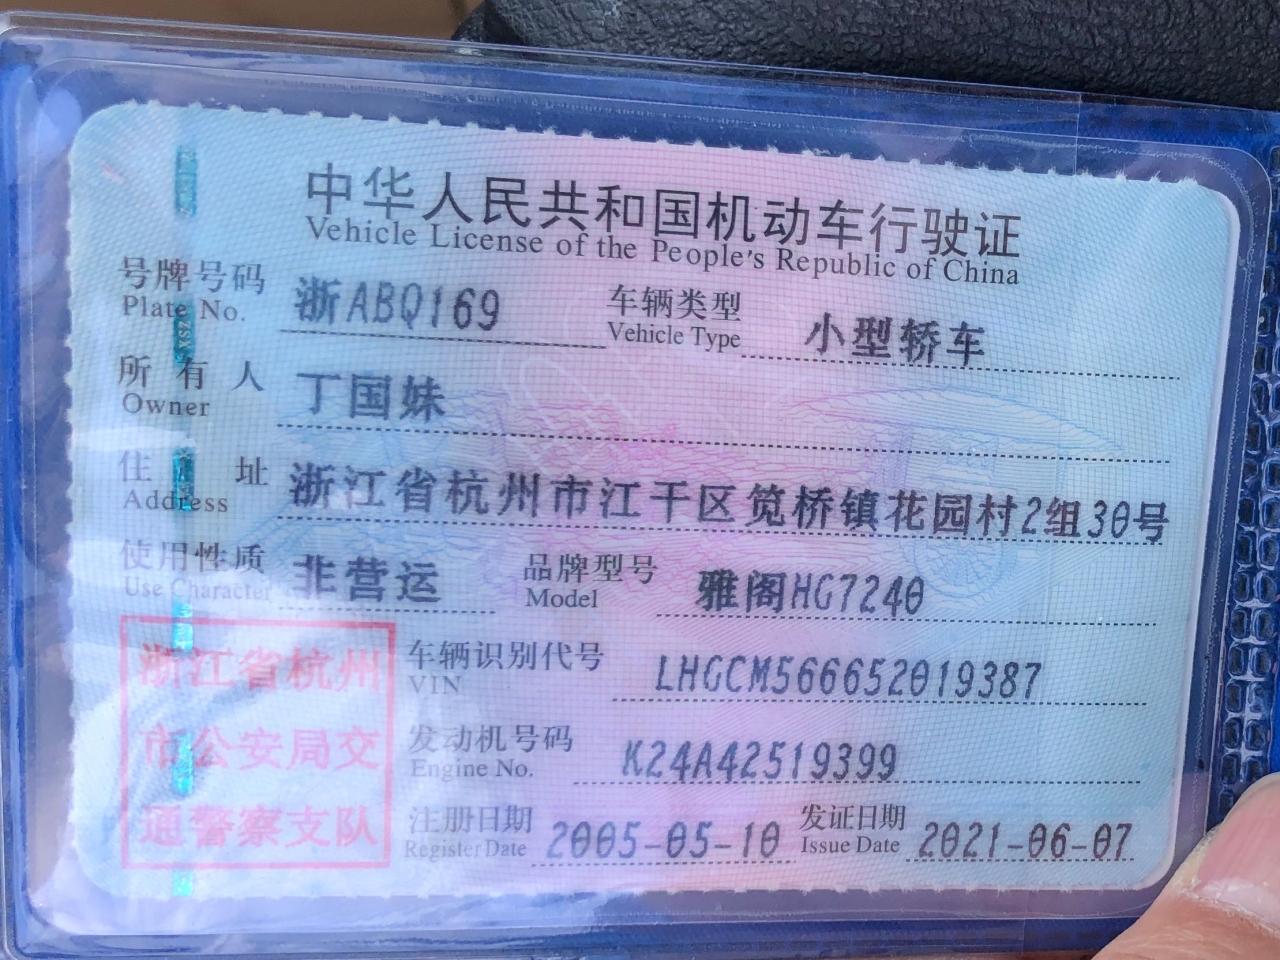 中华人民共和国机动车行驶证
Vehicle License of the People's Republic of China
号牌号码 浙ABQ169 车辆类型 小型轿车
Plate No. Vehicle Type
所有人 丁国妹
Owner
住址 浙江省杭州市江干区笕桥镇花园村2组30号
Address
使用性质 非营运 品牌型号 雅阁HG7240
Use Character Model
浙江省杭州
市公安局交
通警察支队
车辆识别代号 LHGCM566652019387
VIN
发动机号码 K24A42519399
Engine No.
注册日期 2005-05-10 发证日期 2021-06-07
Register Date Issue Date